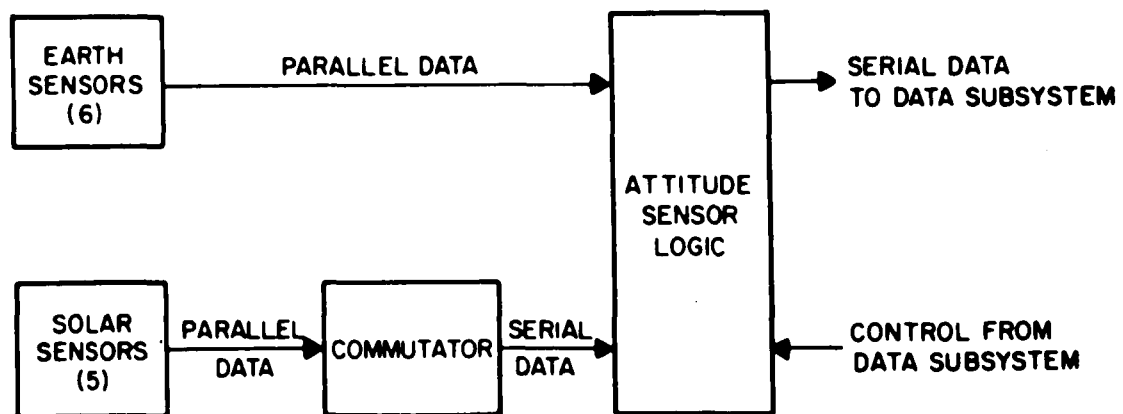 EARTH
SENSORS
(6)
PARALLEL DATA
SERIAL DATA
TO DATA SUBSYSTEM
ATTITUDE
SENSOR
LOGIC
SOLAR
SENSORS
(5)
PARALLEL
DATA
COMMUTATOR
SERIAL
DATA
CONTROL FROM
DATA SUBSYSTEM